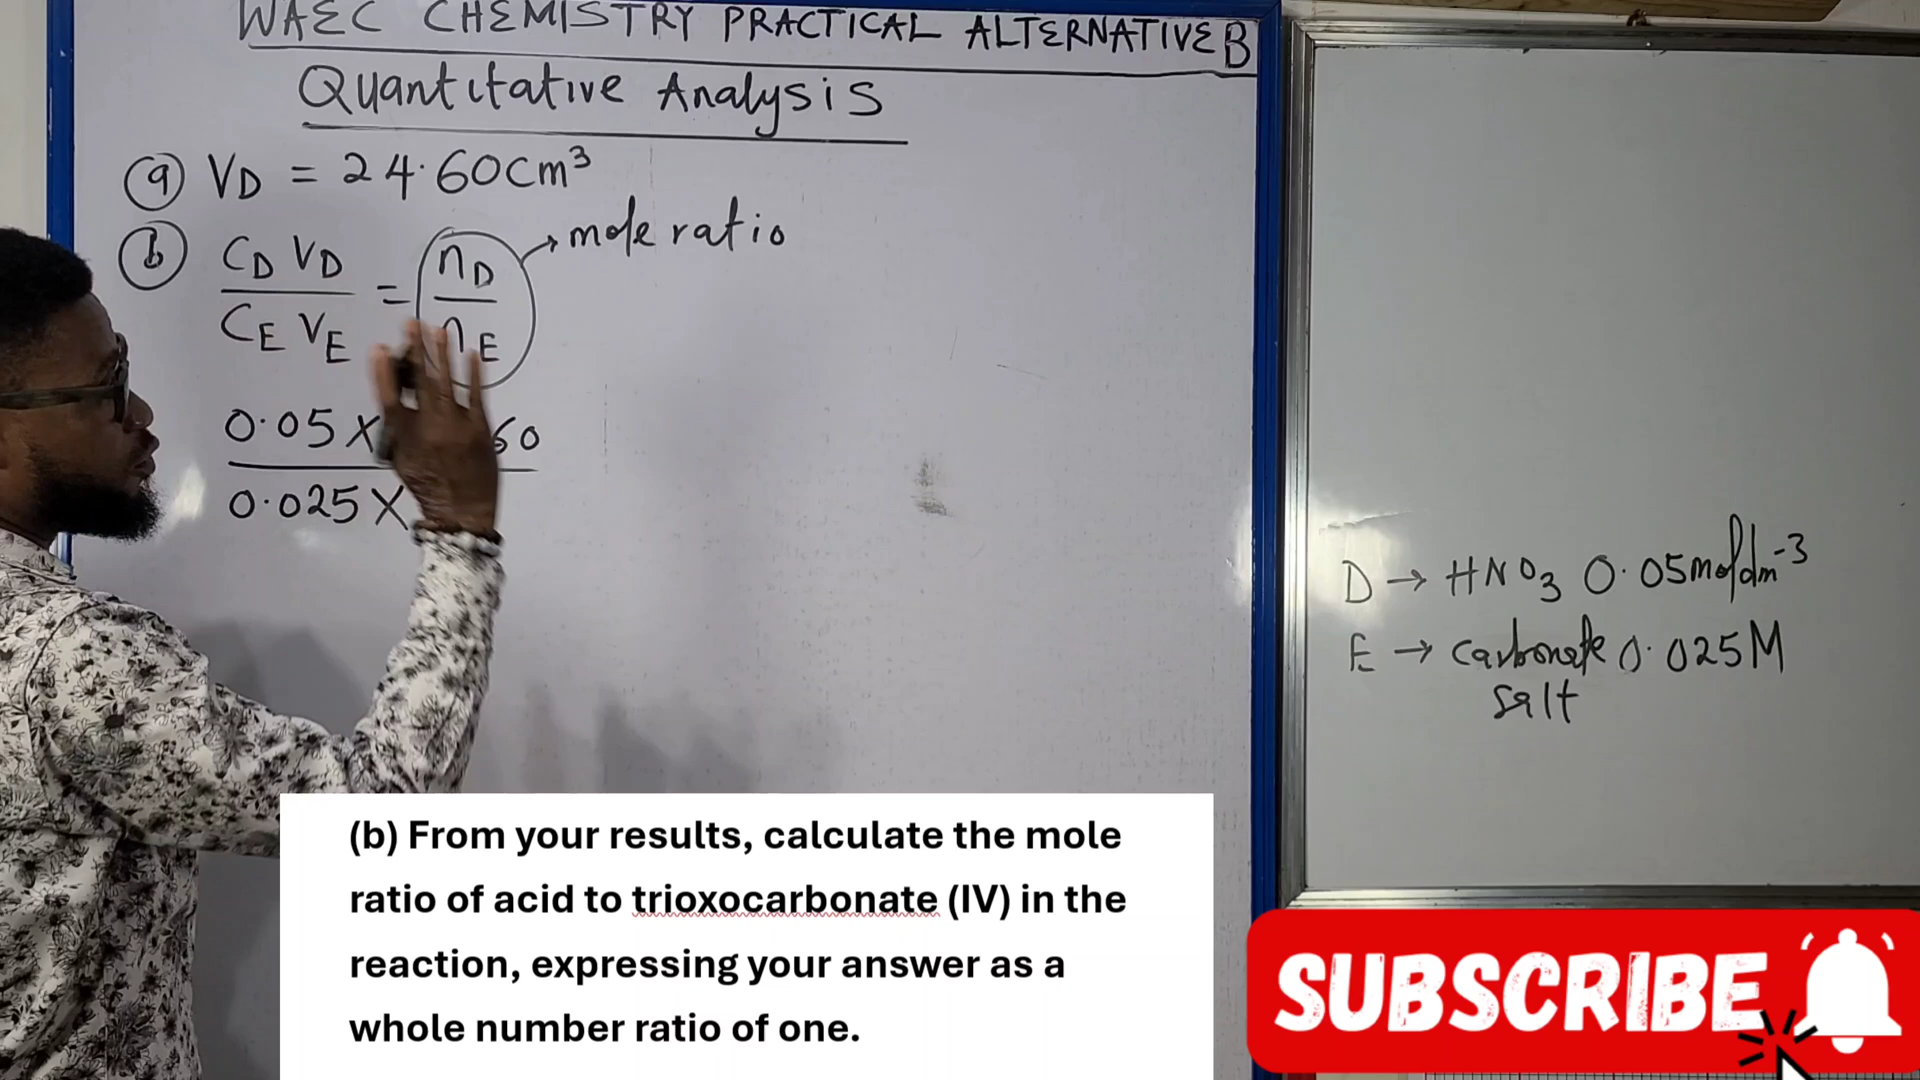 WAEC CHEMISTRY PRACTICAL ALTERNATIVE B
Quantitative Analysis
(a) VD = 24.60cm³
(b) CD VD / CE VE = nD / nE → mole ratio
0.05 X 60
0.025 X
D → HNO3 0.05moldm⁻³
E → carbonate 0.025M
salt
(b) From your results, calculate the mole
ratio of acid to trioxocarbonate (IV) in the
reaction, expressing your answer as a
whole number ratio of one.
SUBSCRIBE